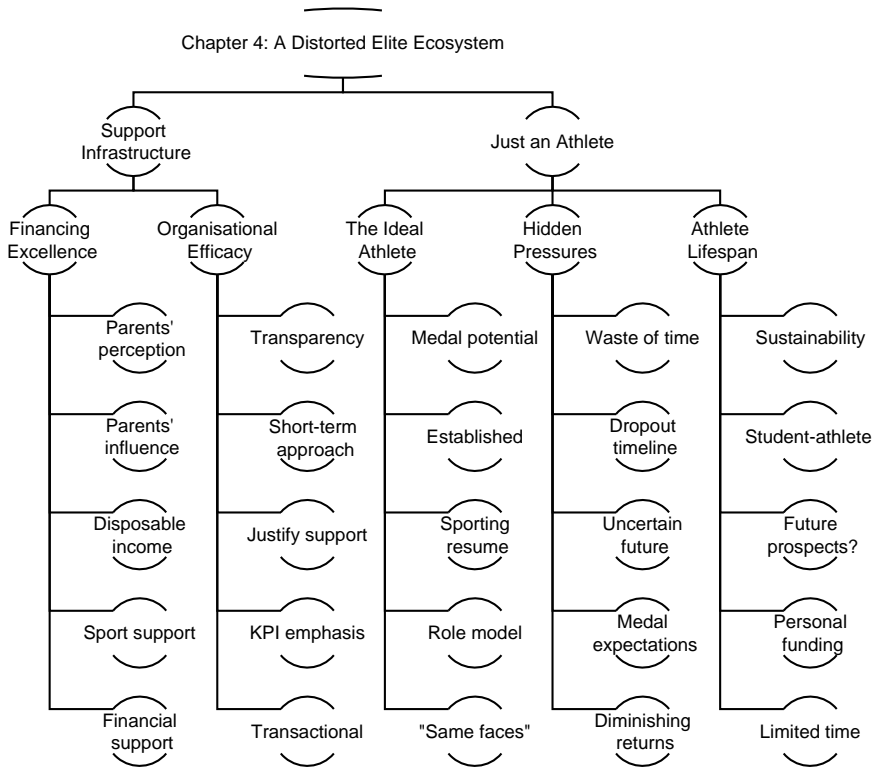 Chapter 4: A Distorted Elite Ecosystem
Support
Infrastructure
Just an Athlete
Financing
Excellence
Organisational
Efficacy
The Ideal
Athlete
Hidden
Pressures
Athlete
Lifespan
Parents'
perception
Transparency
Medal potential
Waste of time
Sustainability
Parents'
influence
Short-term
approach
Established
Dropout
timeline
Student-athlete
Disposable
income
Justify support
Sporting
resume
Uncertain
future
Future
prospects?
Sport support
KPI emphasis
Role model
Medal
expectations
Personal
funding
Financial
support
Transactional
"Same faces"
Diminishing
returns
Limited time